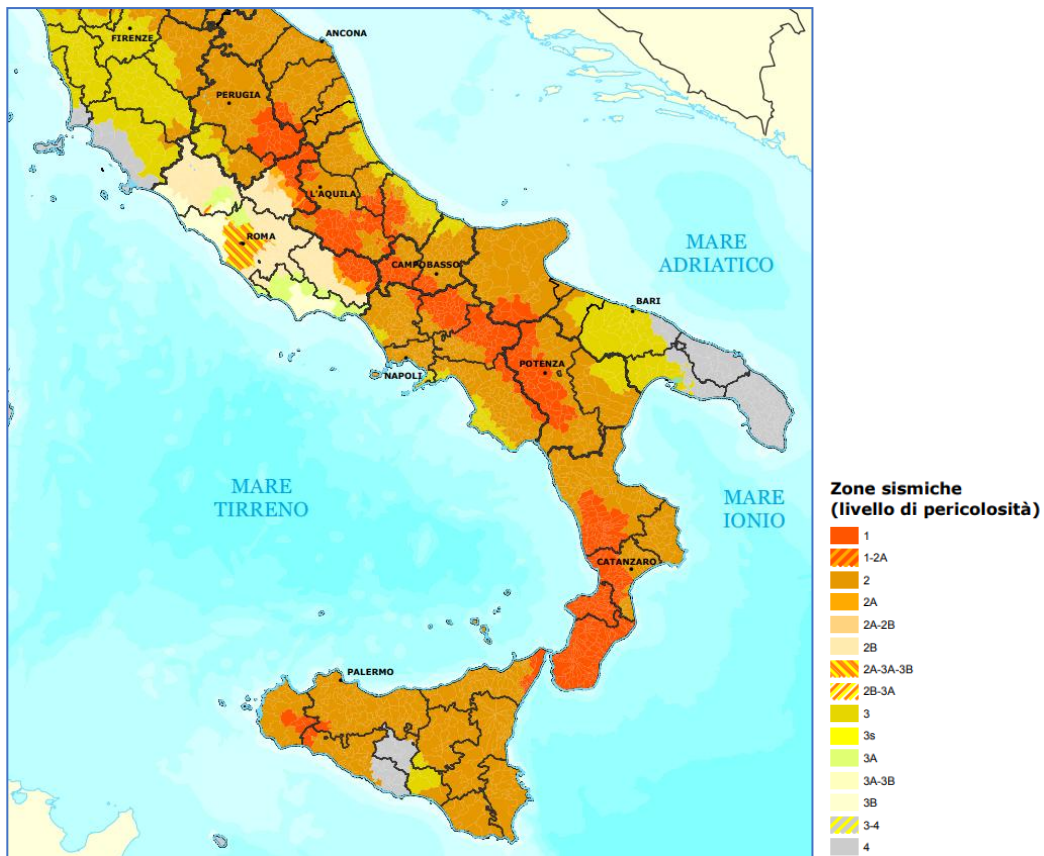 FIRENZE
ANCONA
PERUGIA
L'AQUILA
ROMA
CAMPOBASSO
MARE
ADRIATICO
BARI
NAPOLI
POTENZA
MARE
TIRRENO
MARE
IONIO
CATANZARO
PALERMO
Zone sismiche
(livello di pericolosità)
1
1-2A
2
2A
2A-2B
2B
2A-3A-3B
2B-3A
3
3s
3A
3A-3B
3B
3-4
4